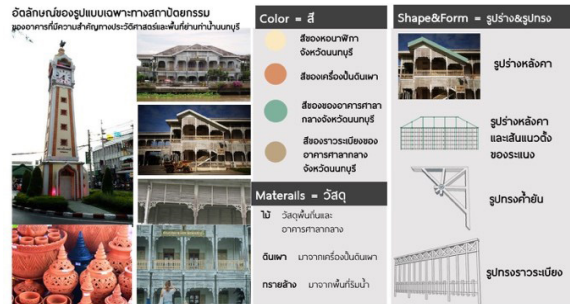 อัตลักษณ์ของรูปแบบเฉพาะทางสถาปัตยกรรม
ของอาคารที่มีความสำคัญทางประวัติศาสตร์และพื้นที่ย่านท่าน้ำนนทบุรี
Color = สี
สีของหอนาฬิกา
จังหวัดนนทบุรี
สีของเครื่องปั้นดินเผา
สีของของอาคารศาลา
กลางจังหวัดนนทบุรี
สีของราวระเบียงของ
อาคารศาลากลาง
จังหวัดนนทบุรี
Materails = วัสดุ
ไม้ วัสดุพื้นถิ่นและ
อาคารศาลากลาง
ดินเผา มาจากเครื่องปั้นดินเผา
ทรายล้าง มาจากพื้นที่ริมน้ำ
Shape&Form = รูปร่าง&รูปทรง
รูปร่างหลังคา
รูปร่างหลังคา
และเส้นแนวตั้ง
ของระแนง
รูปทรงค้ำยัน
รูปทรงราวระเบียง